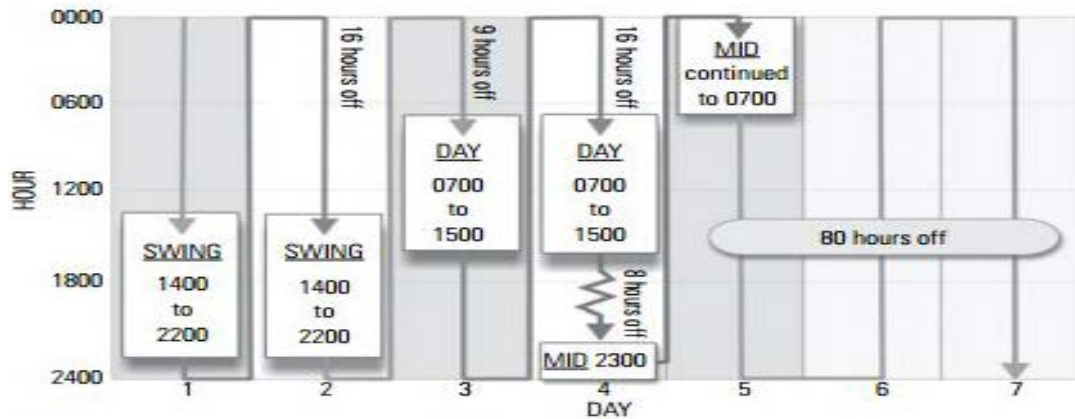 0000
0600
1200
1800
2400
HOUR
SWING
1400
to
2200
16 hours off
SWING
1400
to
2200
9 hours off
DAY
0700
to
1500
16 hours off
DAY
0700
to
1500
8 hours off
MID 2300
MID
continued
to 0700
80 hours off
1 2 3 4 5 6 7
DAY